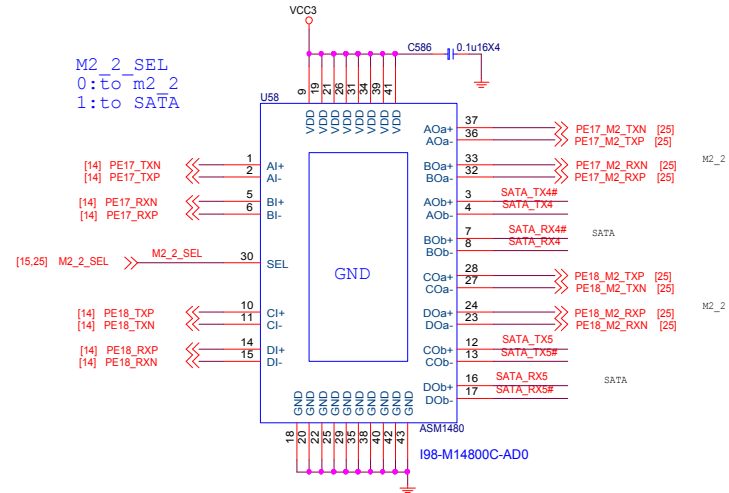 VCC3
C586 0.1u16X4
M2_2_SEL
0:to m2_2
1:to SATA
U58
9 19 21 26 31 34 39 41
VDD VDD VDD VDD VDD VDD VDD VDD
[14] PE17_TXN 1 AI+
[14] PE17_TXP 2 AI-
[14] PE17_RXN 5 BI+
[14] PE17_RXP 6 BI-
[15,25] M2_2_SEL M2_2_SEL 30 SEL
[14] PE18_TXP 10 CI+
[14] PE18_TXN 11 CI-
[14] PE18_RXP 14 DI+
[14] PE18_RXN 15 DI-
GND
AOa+ 37 PE17_M2_TXN [25]
AOa- 36 PE17_M2_TXP [25]
M2_2
BOa+ 33 PE17_M2_RXN [25]
BOa- 32 PE17_M2_RXP [25]
AOb+ 3 SATA_TX4#
AOb- 4 SATA_TX4
SATA
BOb+ 7 SATA_RX4#
BOb- 8 SATA_RX4
COa+ 28 PE18_M2_TXP [25]
COa- 27 PE18_M2_TXN [25]
M2_2
DOa+ 24 PE18_M2_RXP [25]
DOa- 23 PE18_M2_RXN [25]
COb+ 12 SATA_TX5
COb- 13 SATA_TX5#
SATA
DOb+ 16 SATA_RX5
DOb- 17 SATA_RX5#
GND GND GND GND GND GND GND GND GND GND
18 20 22 25 29 35 38 40 42 43
ASM1480
I98-M14800C-AD0